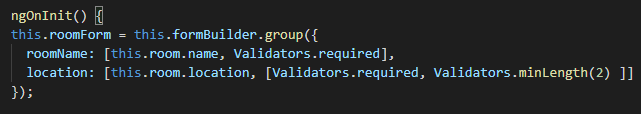 ngOnInit() {
this.roomForm = this.formBuilder.group({
  roomName: [this.room.name, Validators.required],
  location: [this.room.location, [Validators.required, Validators.minLength(2) ]]
});